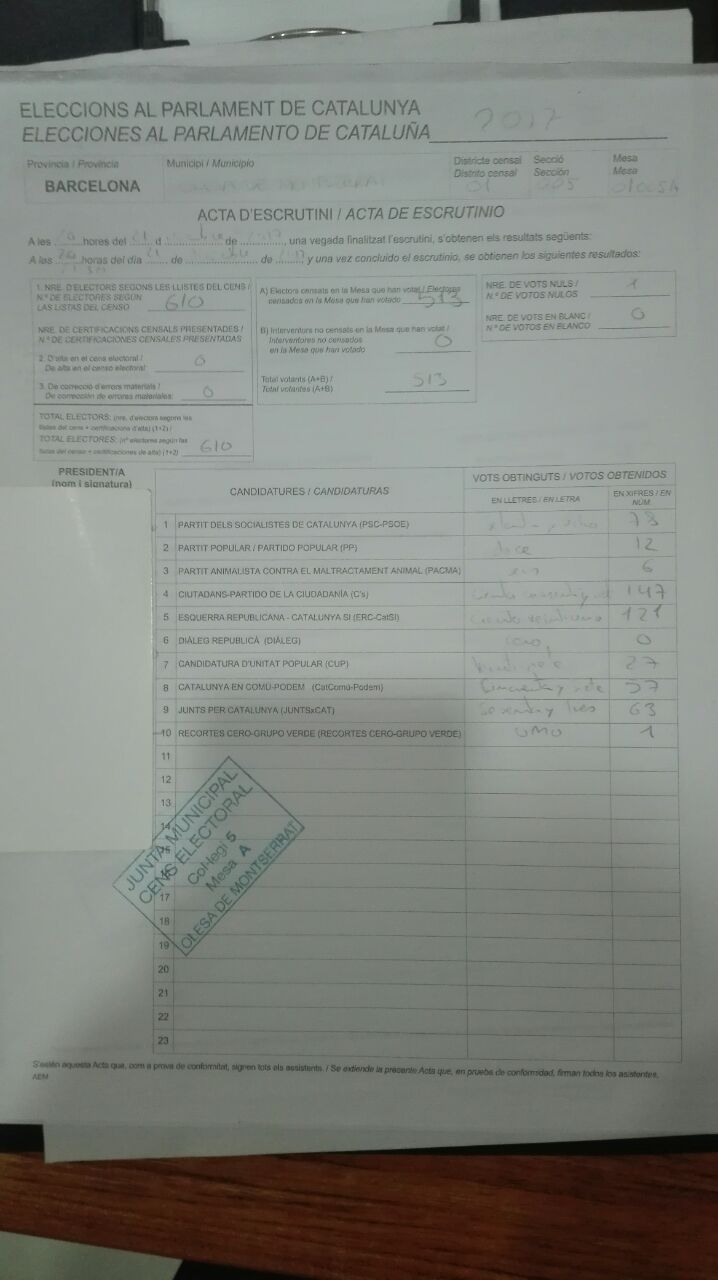 ELECCIONS AL PARLAMENT DE CATALUNYA
ELECCIONES AL PARLAMENTO DE CATALUÑA 2017
Provincia / Provincia
BARCELONA
Municipi / Municipio
OLESA DE MONTSERRAT
Districte censal
Distrito censal
01
Secció
Sección
005
Mesa
Mesa
ACTA D'ESCRUTINI / ACTA DE ESCRUTINIO
A les 20 hores del 21 d de, una vegada finalitzat l'escrutini, s'obtenen els resultats següents:
A las 20 horas del día 21 de de y una vez concluido el escrutinio, se obtienen los siguientes resultados:
1. NRE. D'ELECTORS SEGONS LES LLISTES DEL CENS /
N.º DE ELECTORES SEGÚN
LAS LISTAS DEL CENSO 610
NRE. DE CERTIFICACIONS CENSALS PRESENTADES /
N.º DE CERTIFICACIONES CENSALES PRESENTADAS
2. D'alta en el cens electoral /
De alta en el censo electoral: 0
3. De correcció d'errors materials /
De corrección de errores materiales: 0
TOTAL ELECTORS: (nre. d'electors segons les
llistes del cens + certificacions d'alta) (1+2) /
TOTAL ELECTORES: (nº electores según las
listas del censo + certificaciones de alta) (1+2) 610
A) Electors censats en la Mesa que han votat / Electores
censados en la Mesa que han votado 513
B) Interventors no censats en la Mesa que han votat /
Interventores no censados
en la Mesa que han votado 0
Total votants (A+B) /
Total votantes (A+B) 513
NRE. DE VOTS NULS /
N.º DE VOTOS NULOS 1
NRE. DE VOTS EN BLANC /
N.º DE VOTOS EN BLANCO 0
PRESIDENT/A
(nom i signatura)
CANDIDATURES / CANDIDATURAS
VOTS OBTINGUTS / VOTOS OBTENIDOS
EN LLETRES / EN LETRA
EN XIFRES / EN NÚM.
1 PARTIT DELS SOCIALISTES DE CATALUNYA (PSC-PSOE) setenta y ocho 78
2 PARTIT POPULAR / PARTIDO POPULAR (PP) doce 12
3 PARTIT ANIMALISTA CONTRA EL MALTRACTAMENT ANIMAL (PACMA) seis 6
4 CIUTADANS-PARTIDO DE LA CIUDADANÍA (C's) 147
5 ESQUERRA REPUBLICANA - CATALUNYA SÍ (ERC-CatSÍ) ciento veintiuno 121
6 DIÀLEG REPUBLICÀ (DIÀLEG) cero 0
7 CANDIDATURA D'UNITAT POPULAR (CUP) veintisiete 27
8 CATALUNYA EN COMÚ-PODEM (CatComú-Podem) Cincuenta y siete 57
9 JUNTS PER CATALUNYA (JUNTSxCAT) Sesenta y tres 63
10 RECORTES CERO-GRUPO VERDE (RECORTES CERO-GRUPO VERDE) UNO 1
11
12
13
14
15
16
17
18
19
20
21
22
23
JUNTA MUNICIPAL
CENS ELECTORAL
Col·legi 5
Mesa A
OLESA DE MONTSERRAT
S'estén aquesta Acta que, com a prova de conformitat, signen tots els assistents. / Se extiende la presente Acta que, en prueba de conformidad, firman todos los asistentes.
AEM